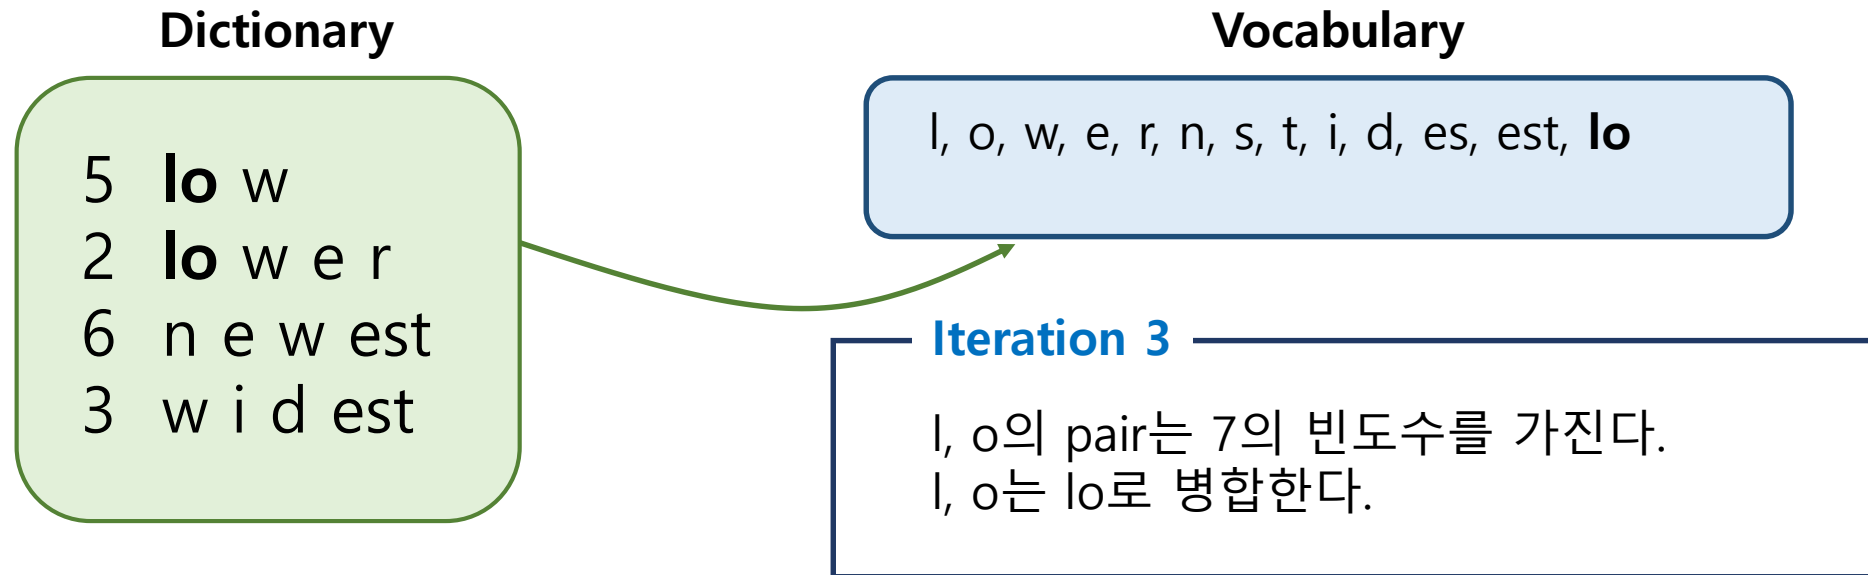 Dictionary
5 lo w
2 lo w e r
6 n e w est
3 w i d est
Vocabulary
l, o, w, e, r, n, s, t, i, d, es, est, lo
Iteration 3
l, o의 pair는 7의 빈도수를 가진다.
l, o는 lo로 병합한다.